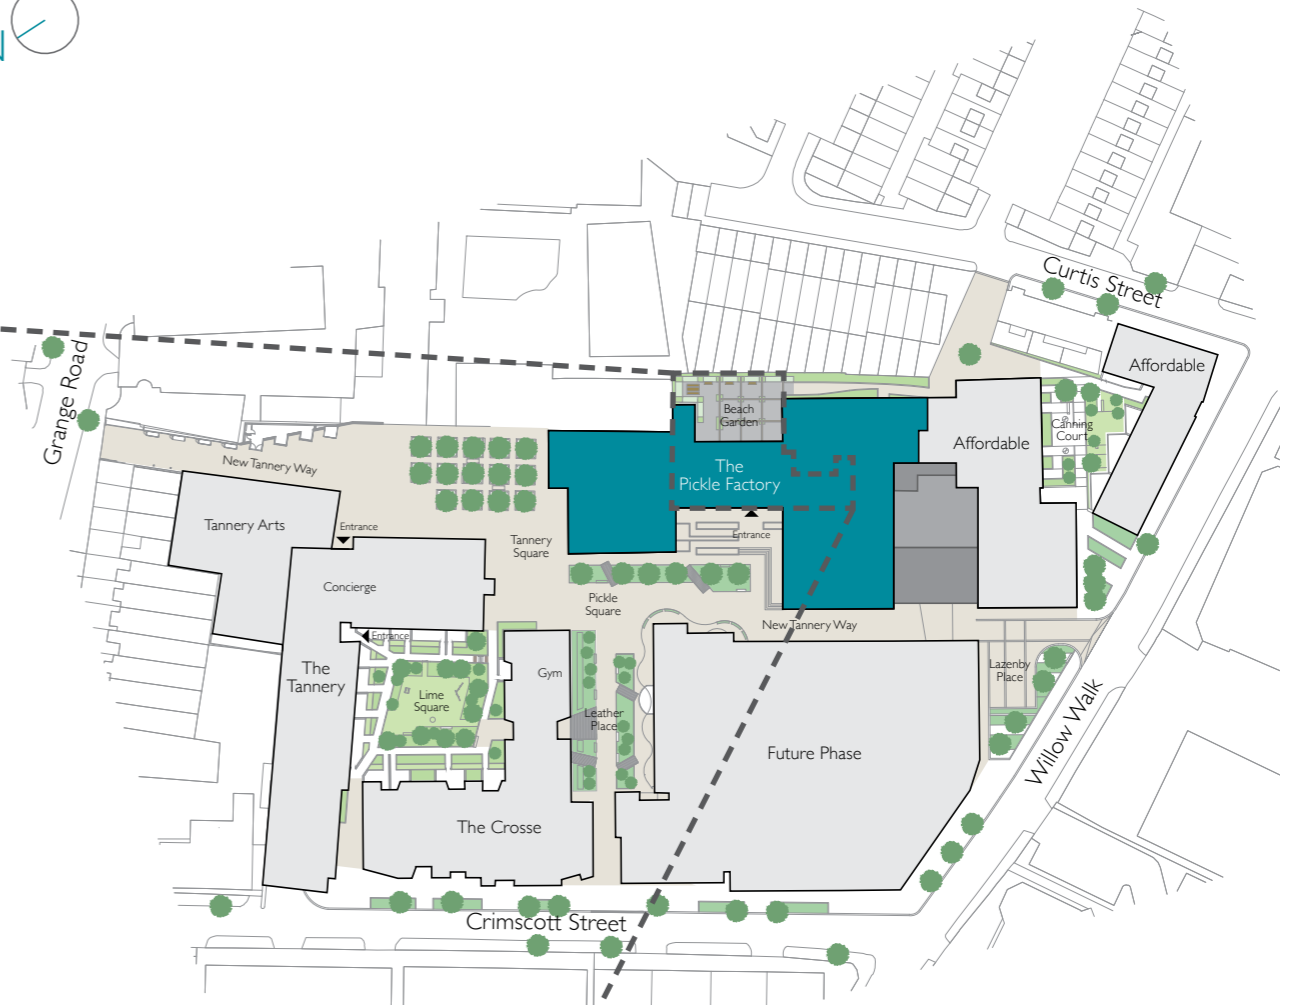 N
Curtis Street
Affordable
Grange Road
Beach
Garden
Canning
Court
Affordable
New Tannery Way
The
Pickle Factory
Tannery Arts
Entrance
Tannery
Square
Entrance
Concierge
Pickle
Square
New Tannery Way
Entrance
The
Tannery
Gym
Lazenby
Place
Lime
Square
Leather
Place
Willow Walk
Future Phase
The Crosse
Crimscott Street